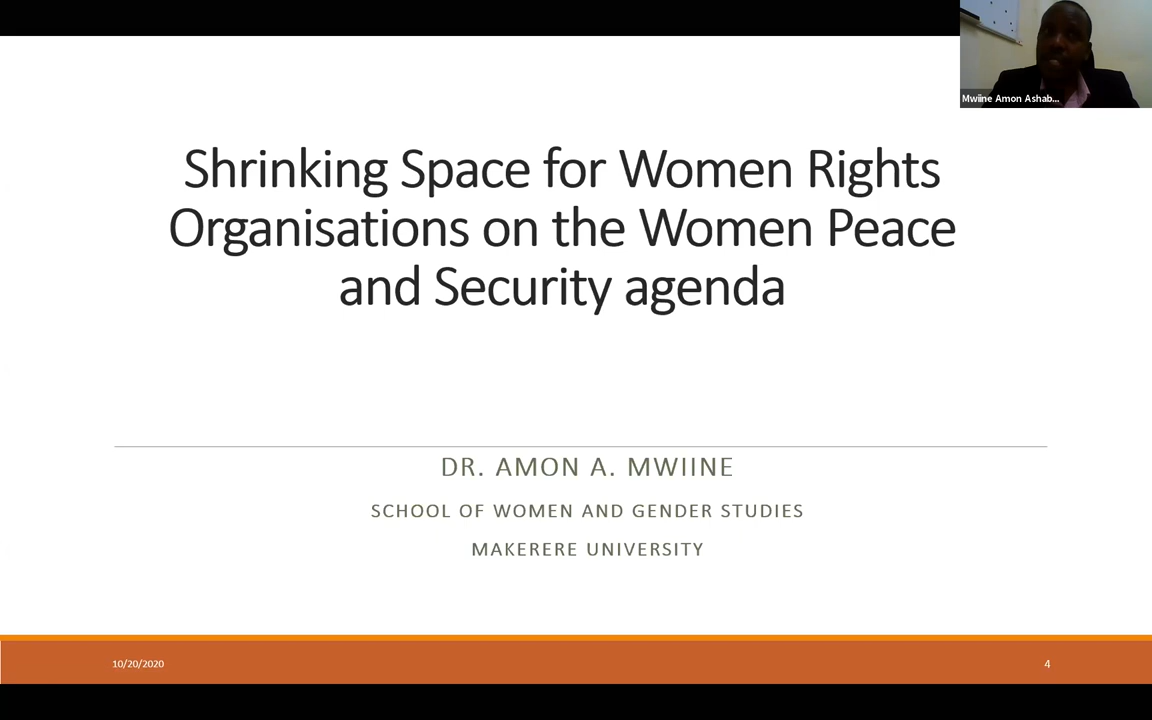 Mwiine Amon Ashab...
Shrinking Space for Women Rights
Organisations on the Women Peace
and Security agenda
DR. AMON A. MWIINE
SCHOOL OF WOMEN AND GENDER STUDIES
MAKERERE UNIVERSITY
10/20/2020
4